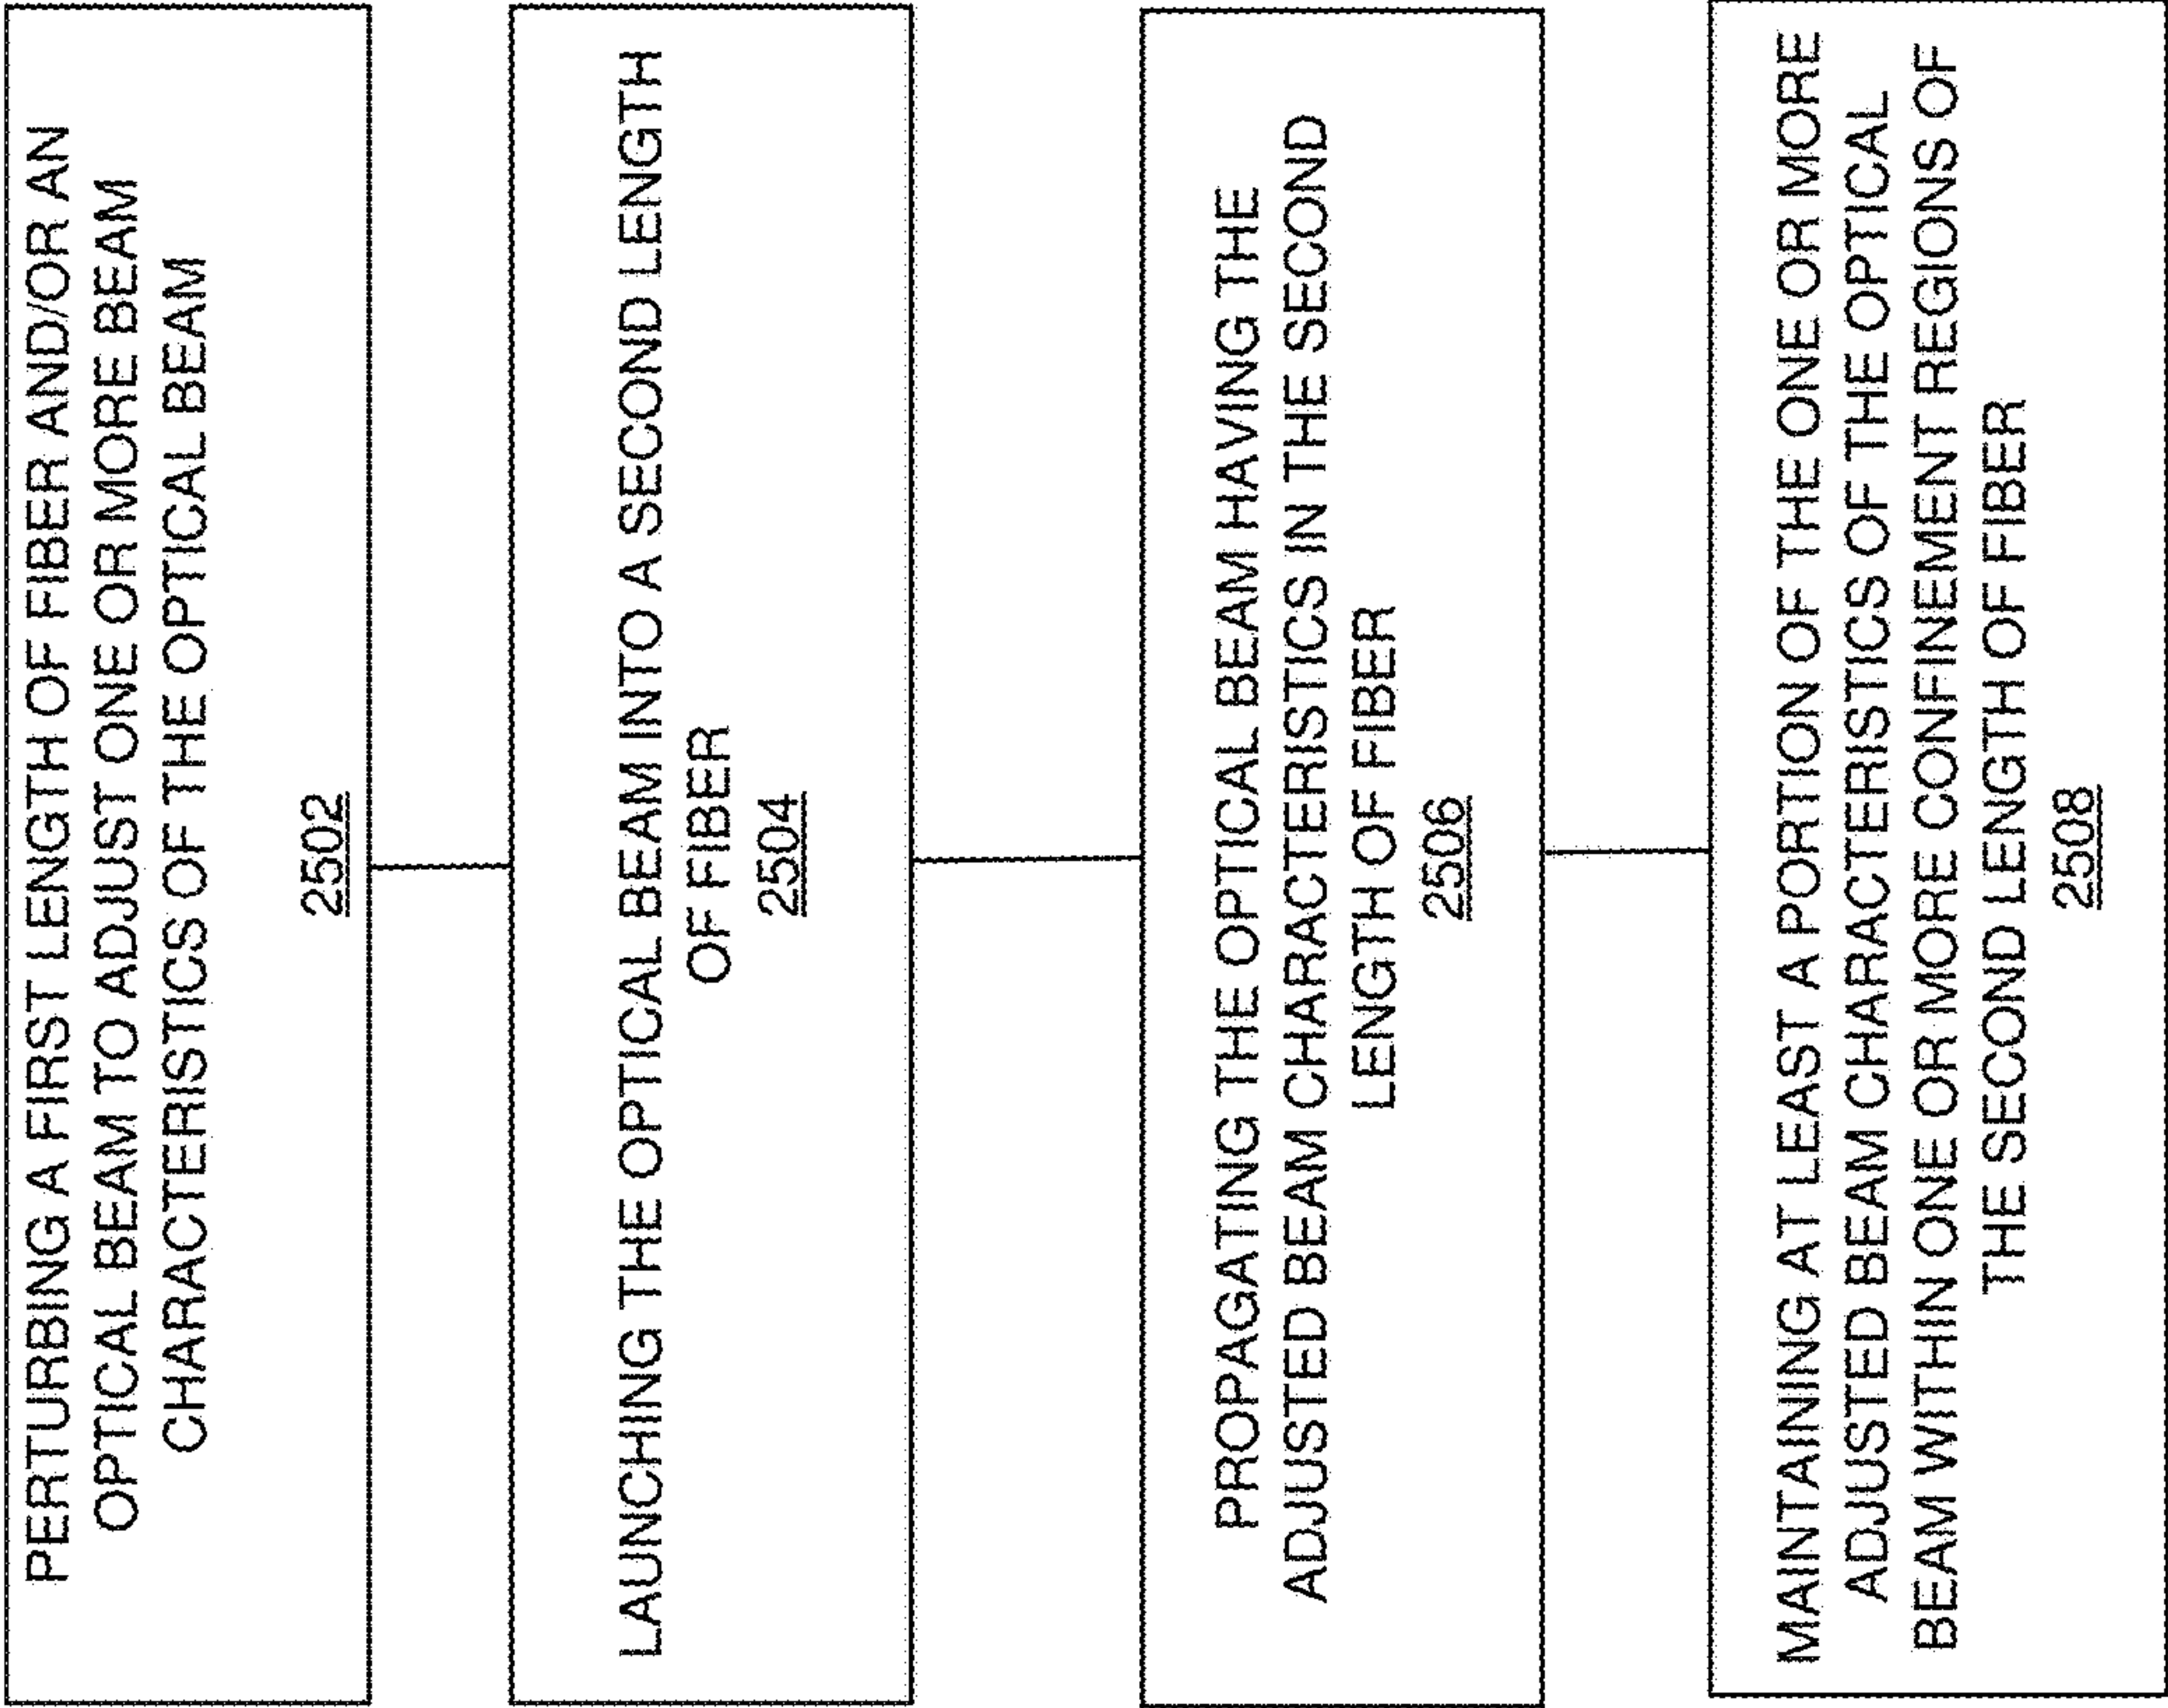 PERTURBING A FIRST LENGTH OF FIBER AND/OR AN
OPTICAL BEAM TO ADJUST ONE OR MORE BEAM
CHARACTERISTICS OF THE OPTICAL BEAM
2502
LAUNCHING THE OPTICAL BEAM INTO A SECOND LENGTH
OF FIBER
2504
PROPAGATING THE OPTICAL BEAM HAVING THE
ADJUSTED BEAM CHARACTERISTICS IN THE SECOND
LENGTH OF FIBER
2506
MAINTAINING AT LEAST A PORTION OF THE ONE OR MORE
ADJUSTED BEAM CHARACTERISTICS OF THE OPTICAL
BEAM WITHIN ONE OR MORE CONFINEMENT REGIONS OF
THE SECOND LENGTH OF FIBER
2508